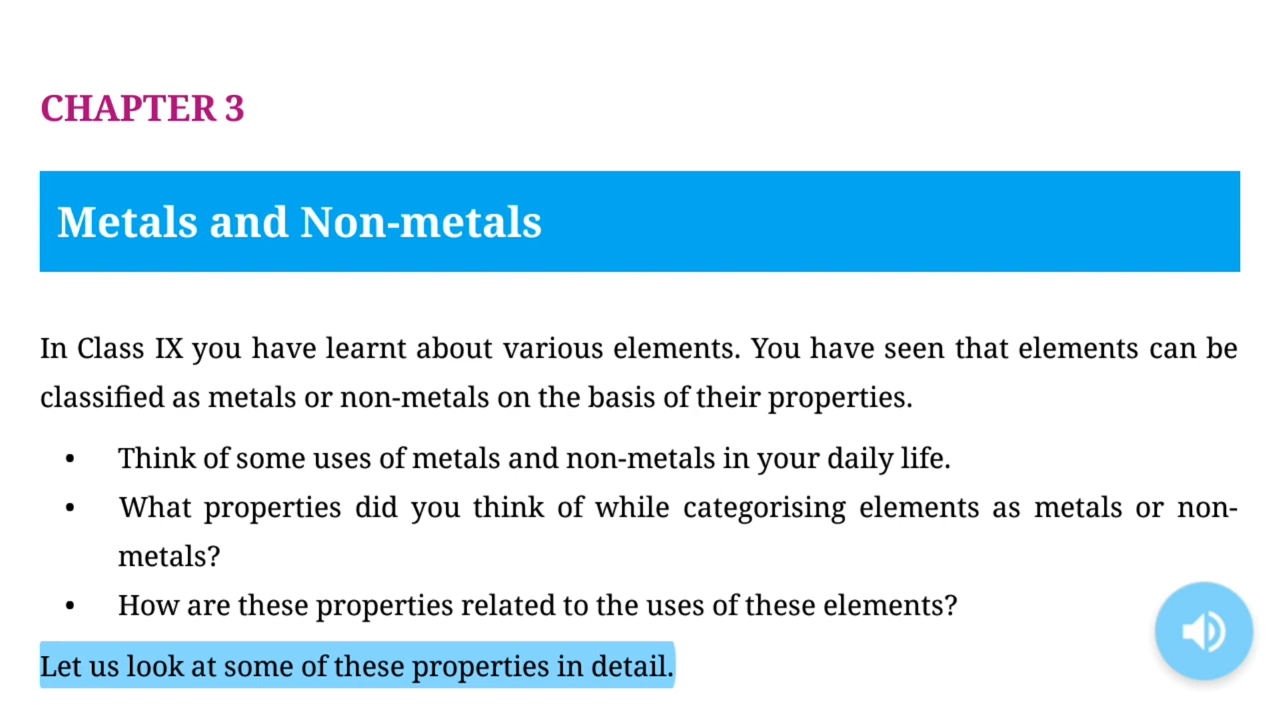 CHAPTER 3
Metals and Non-metals
In Class IX you have learnt about various elements. You have seen that elements can be
classified as metals or non-metals on the basis of their properties.
• Think of some uses of metals and non-metals in your daily life.
• What properties did you think of while categorising elements as metals or non-
metals?
• How are these properties related to the uses of these elements?
Let us look at some of these properties in detail.